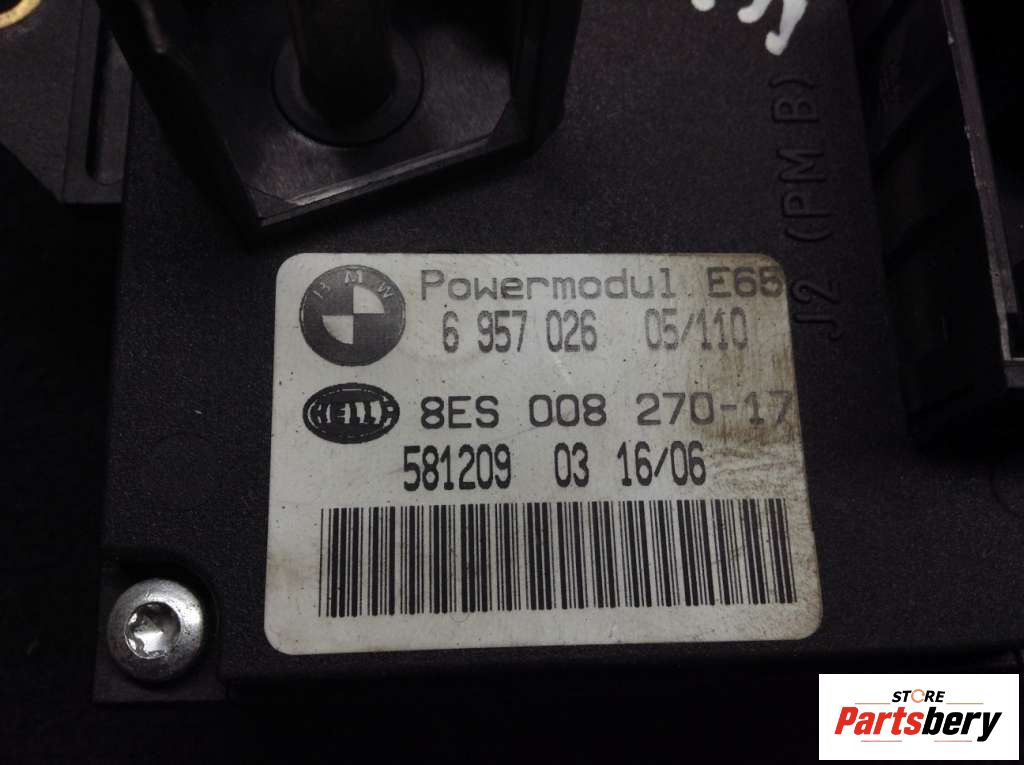 J2 (PM B)
BMW
Powermodul E65
6 957 026 05/110
HELLA
8ES 008 270-17
581209 03 16/06
STORE
Partsbery